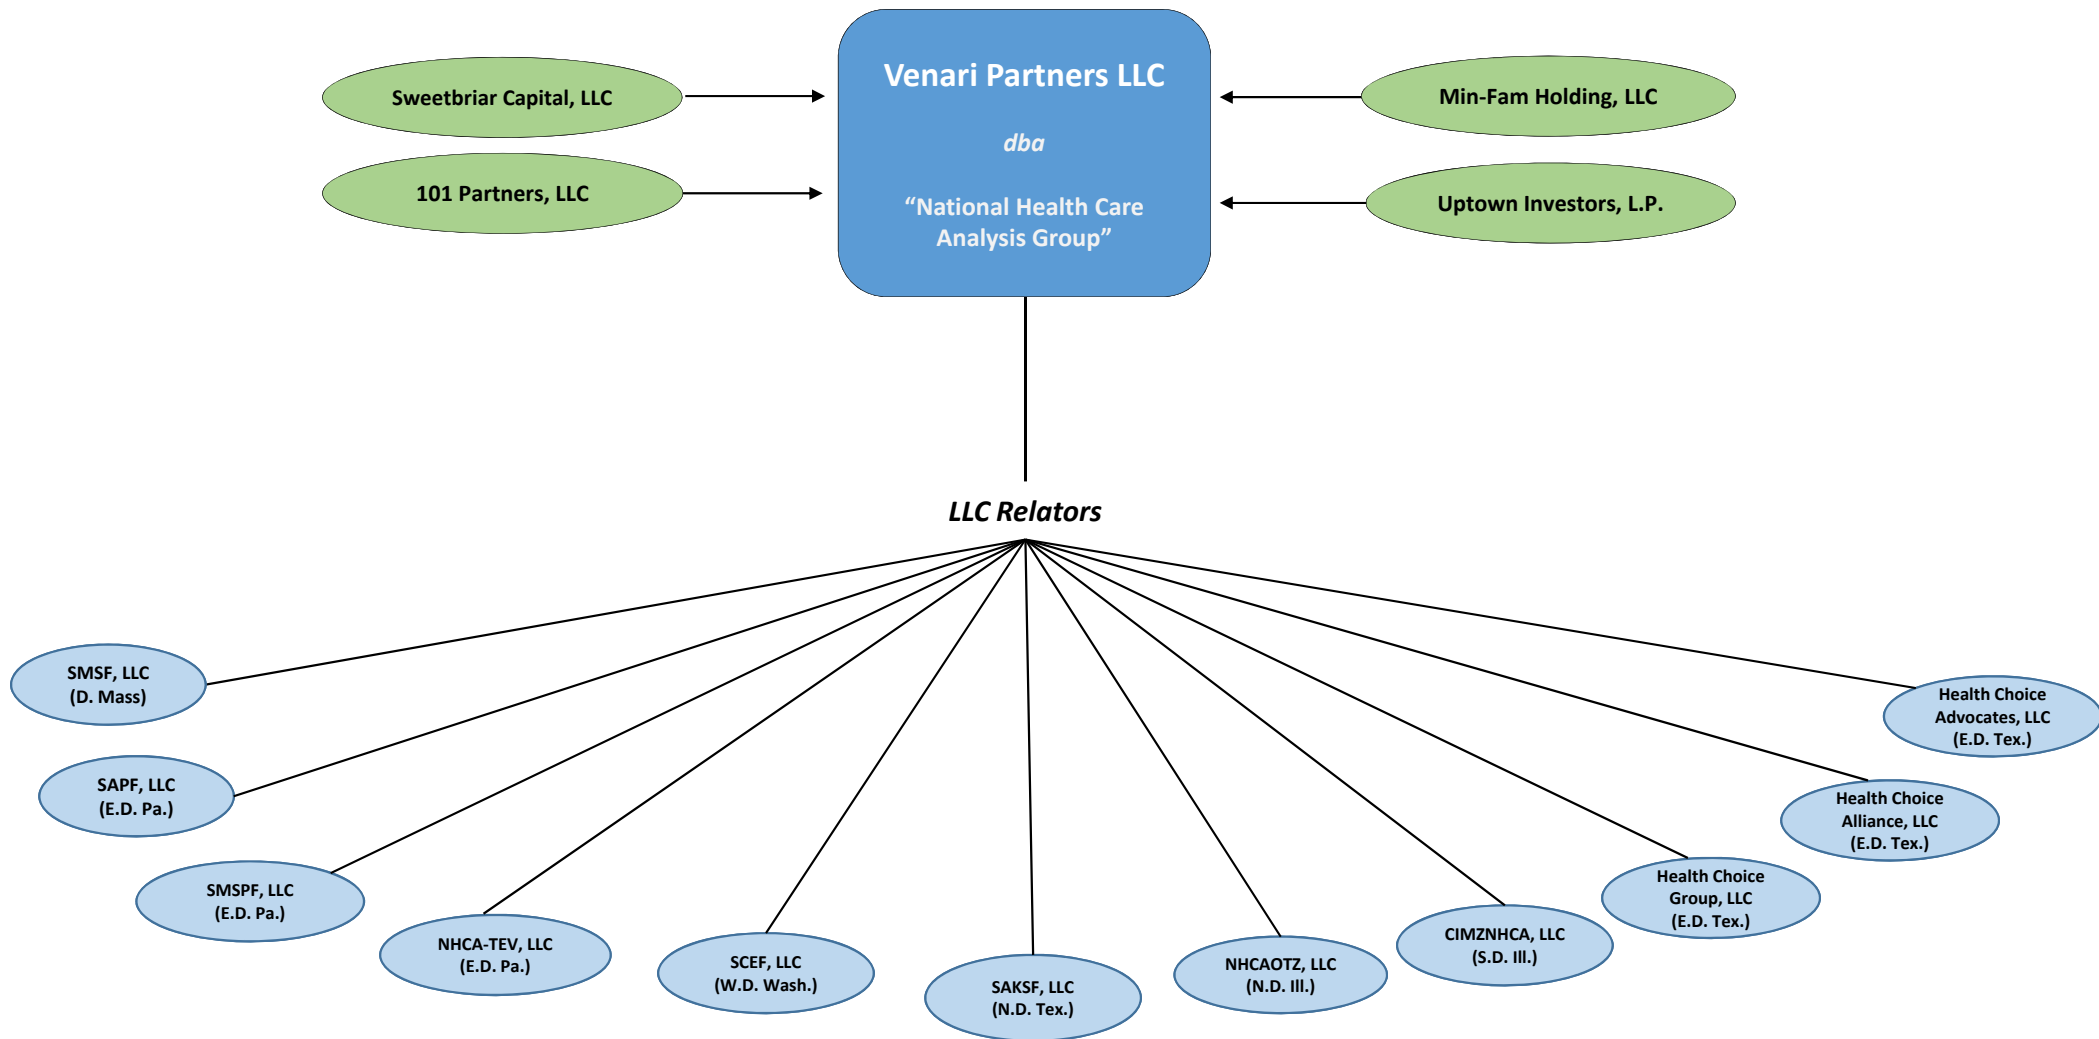 Venari Partners LLC
dba
“National Health Care
Analysis Group”
Sweetbriar Capital, LLC
101 Partners, LLC
Min-Fam Holding, LLC
Uptown Investors, L.P.
LLC Relators
SMSF, LLC
(D. Mass)
SAPF, LLC
(E.D. Pa.)
SMSPF, LLC
(E.D. Pa.)
NHCA-TEV, LLC
(E.D. Pa.)
SCEF, LLC
(W.D. Wash.)
SAKSF, LLC
(N.D. Tex.)
NHCAOTZ, LLC
(N.D. Ill.)
CIMZNHCA, LLC
(S.D. Ill.)
Health Choice
Group, LLC
(E.D. Tex.)
Health Choice
Alliance, LLC
(E.D. Tex.)
Health Choice
Advocates, LLC
(E.D. Tex.)